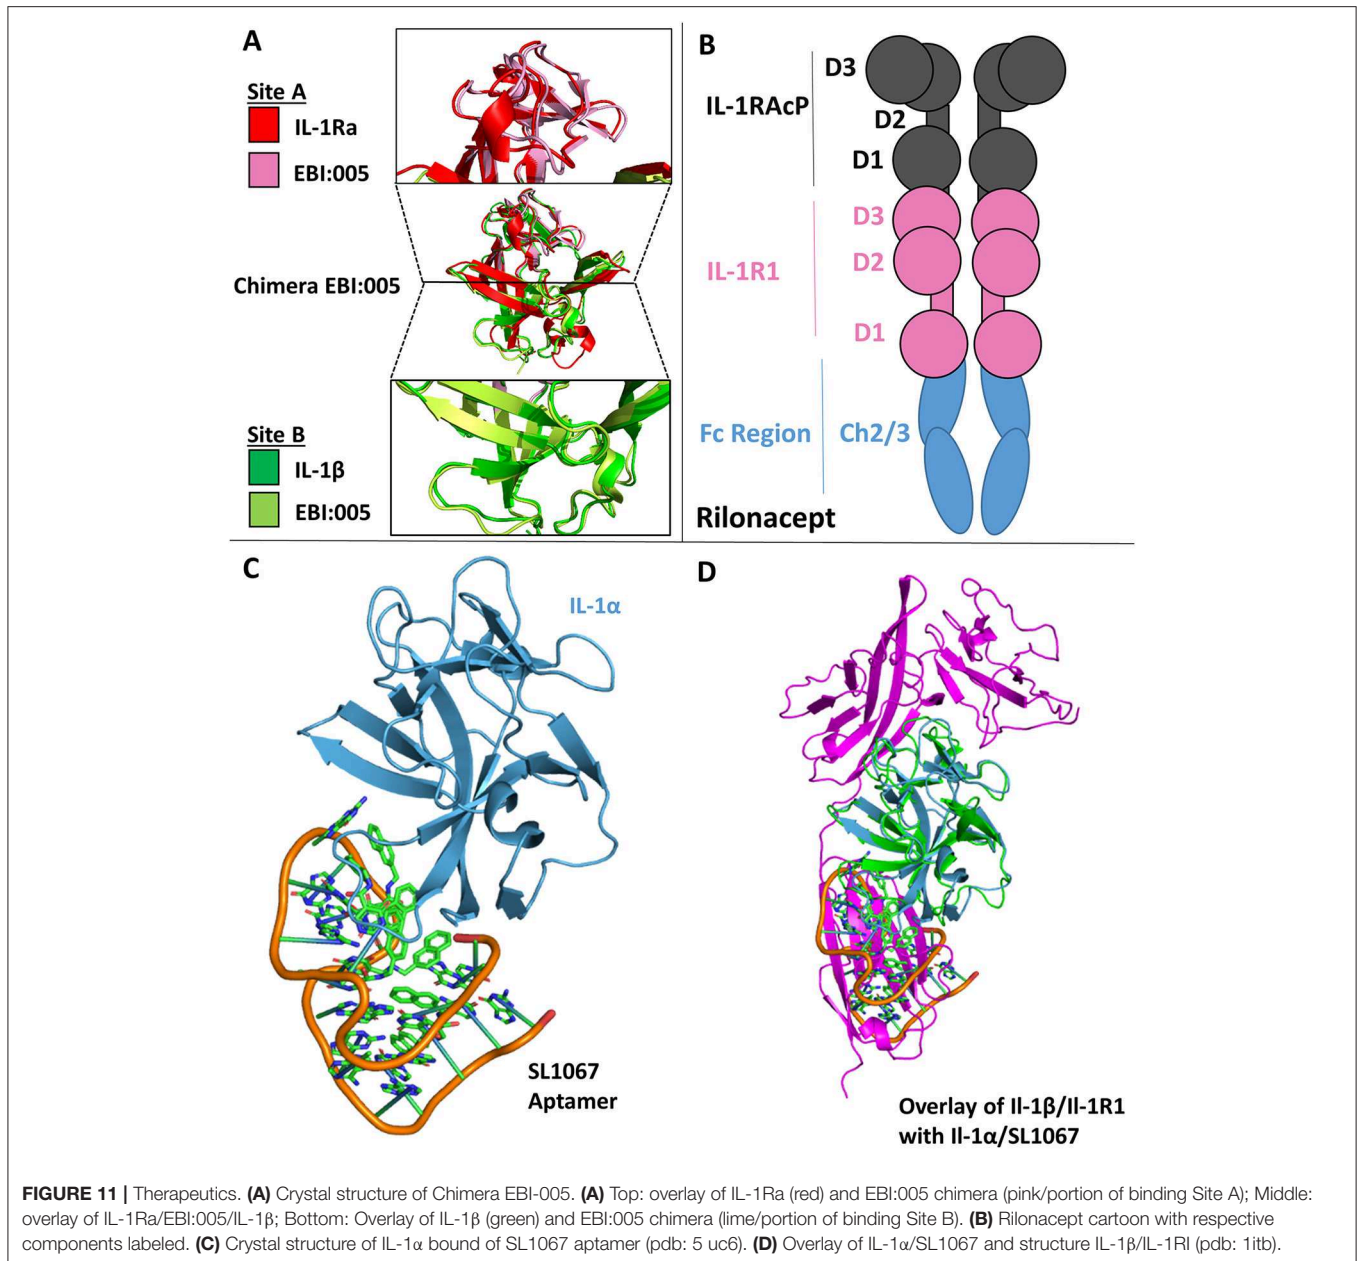 A
Site A
IL-1Ra
EBI:005
Chimera EBI:005
Site B
IL-1β
EBI:005
B
D3
IL-1RAcP
D2
D1
D3
IL-1R1
D2
D1
Fc Region
Ch2/3
Rilonacept
C
IL-1α
SL1067
Aptamer
D
Overlay of Il-1β/Il-1R1
with Il-1α/SL1067
FIGURE 11 | Therapeutics. (A) Crystal structure of Chimera EBI-005. (A) Top: overlay of IL-1Ra (red) and EBI:005 chimera (pink/portion of binding Site A); Middle:
overlay of IL-1Ra/EBI:005/IL-1β; Bottom: Overlay of IL-1β (green) and EBI:005 chimera (lime/portion of binding Site B). (B) Rilonacept cartoon with respective
components labeled. (C) Crystal structure of IL-1α bound of SL1067 aptamer (pdb: 5 uc6). (D) Overlay of IL-1α/SL1067 and structure IL-1β/IL-1RI (pdb: 1itb).